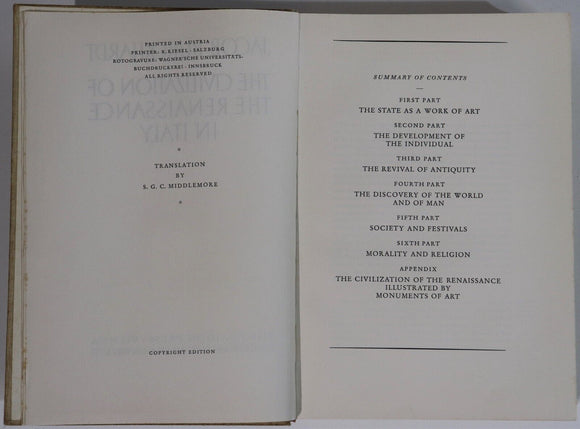 PRINTED IN AUSTRIA
PRINTER: R. KIESEL · SALZBURG
ROTOGRAVURE: WAGNER'SCHE UNIVERSITÄTS-
BUCHDRUCKEREI · INNSBRUCK
ALL RIGHTS RESERVED
TRANSLATION
BY
S. G. C. MIDDLEMORE
COPYRIGHT EDITION
SUMMARY OF CONTENTS
FIRST PART
THE STATE AS A WORK OF ART
SECOND PART
THE DEVELOPMENT OF
THE INDIVIDUAL
THIRD PART
THE REVIVAL OF ANTIQUITY
FOURTH PART
THE DISCOVERY OF THE WORLD
AND OF MAN
FIFTH PART
SOCIETY AND FESTIVALS
SIXTH PART
MORALITY AND RELIGION
APPENDIX
THE CIVILIZATION OF THE RENAISSANCE
ILLUSTRATED BY
MONUMENTS OF ART